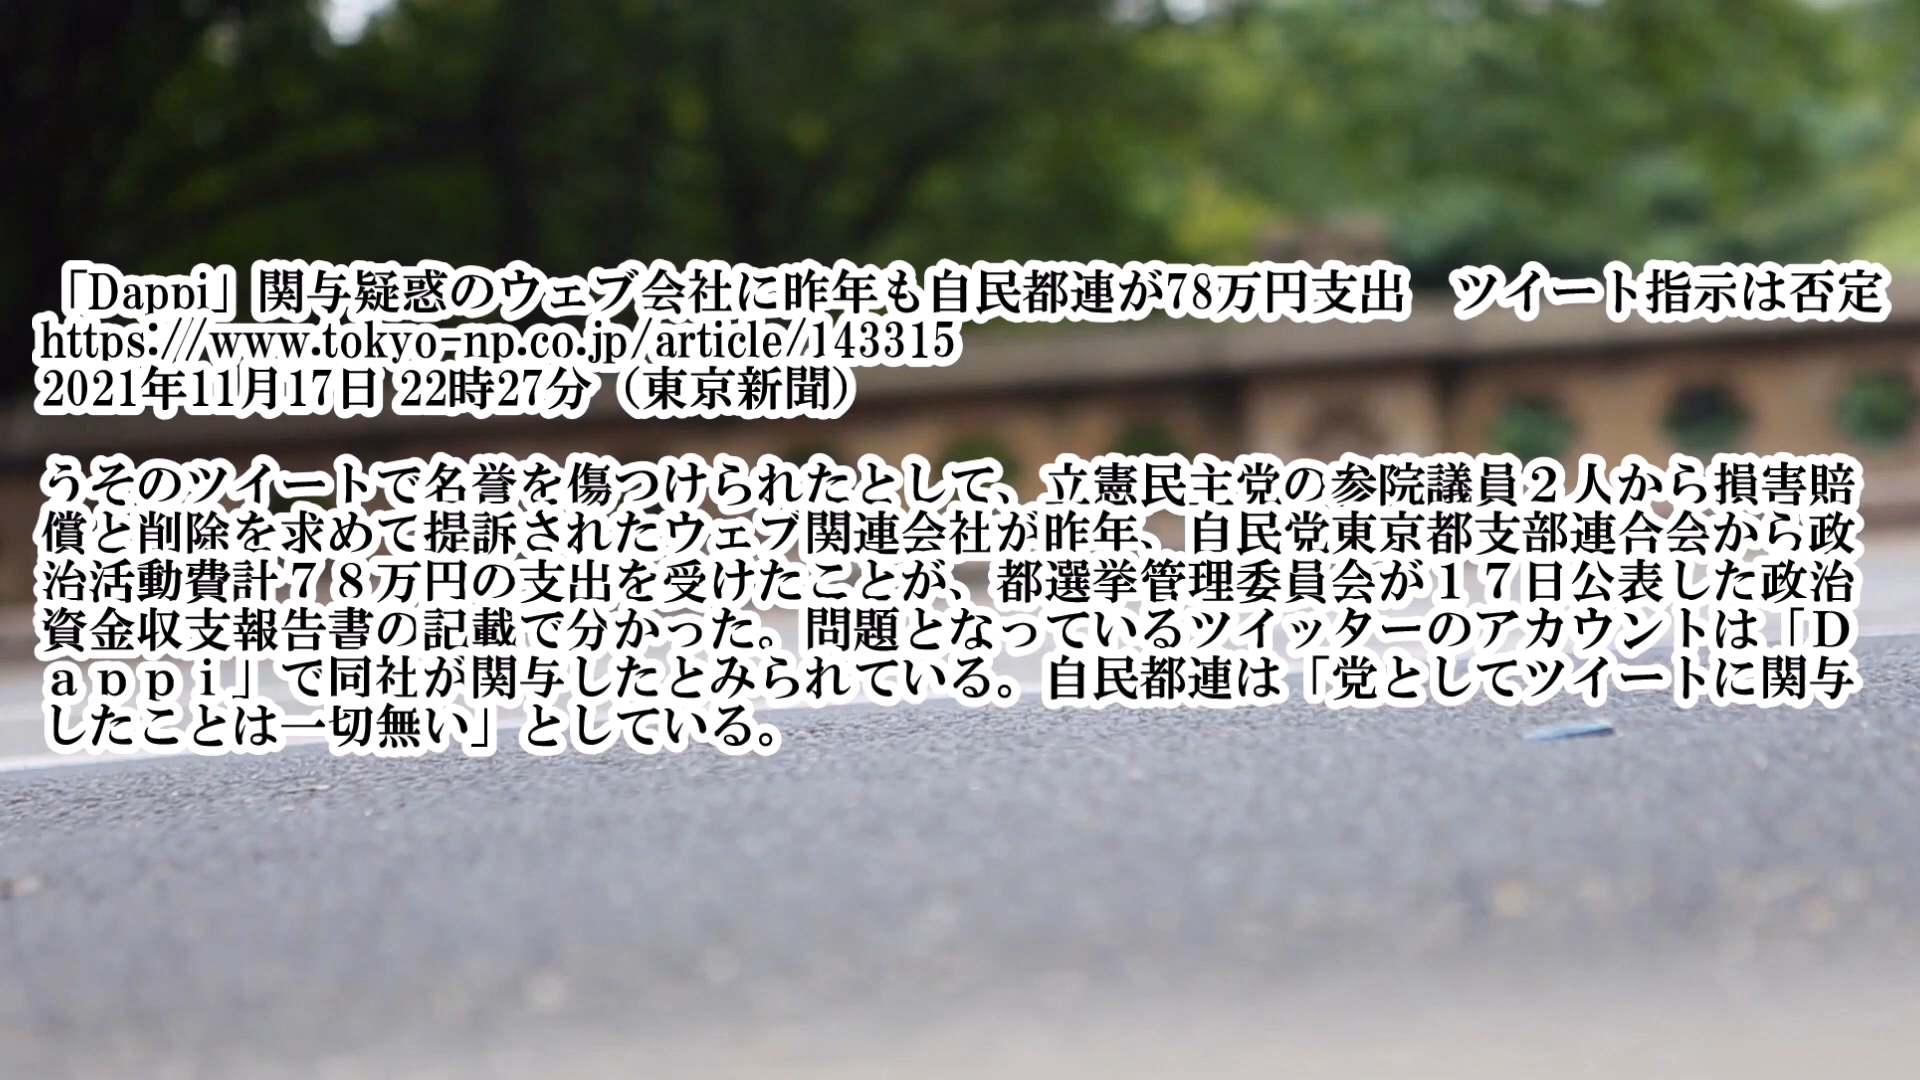 「Dappi」関与疑惑のウェブ会社に昨年も自民都連が78万円支出　ツイート指示は否定
https://www.tokyo-np.co.jp/article/143315
2021年11月17日 22時27分（東京新聞）
うそのツイートで名誉を傷つけられたとして、立憲民主党の参院議員２人から損害賠
償と削除を求めて提訴されたウェブ関連会社が昨年、自民党東京都支部連合会から政
治活動費計７８万円の支出を受けたことが、都選挙管理委員会が１７日公表した政治
資金収支報告書の記載で分かった。問題となっているツイッターのアカウントは「Ｄ
ａｐｐｉ」で同社が関与したとみられている。自民都連は「党としてツイートに関与
したことは一切無い」としている。